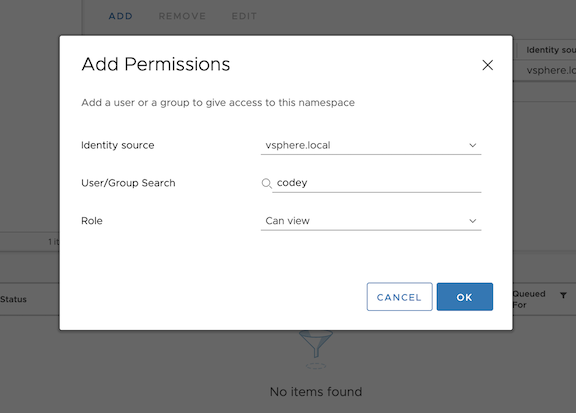 ADD REMOVE EDIT
Identity sou
vsphere.lo
Add Permissions
Add a user or a group to give access to this namespace
Identity source vsphere.local
User/Group Search codey
Role Can view
1 it
CANCEL OK
Status
Queued
For
No items found